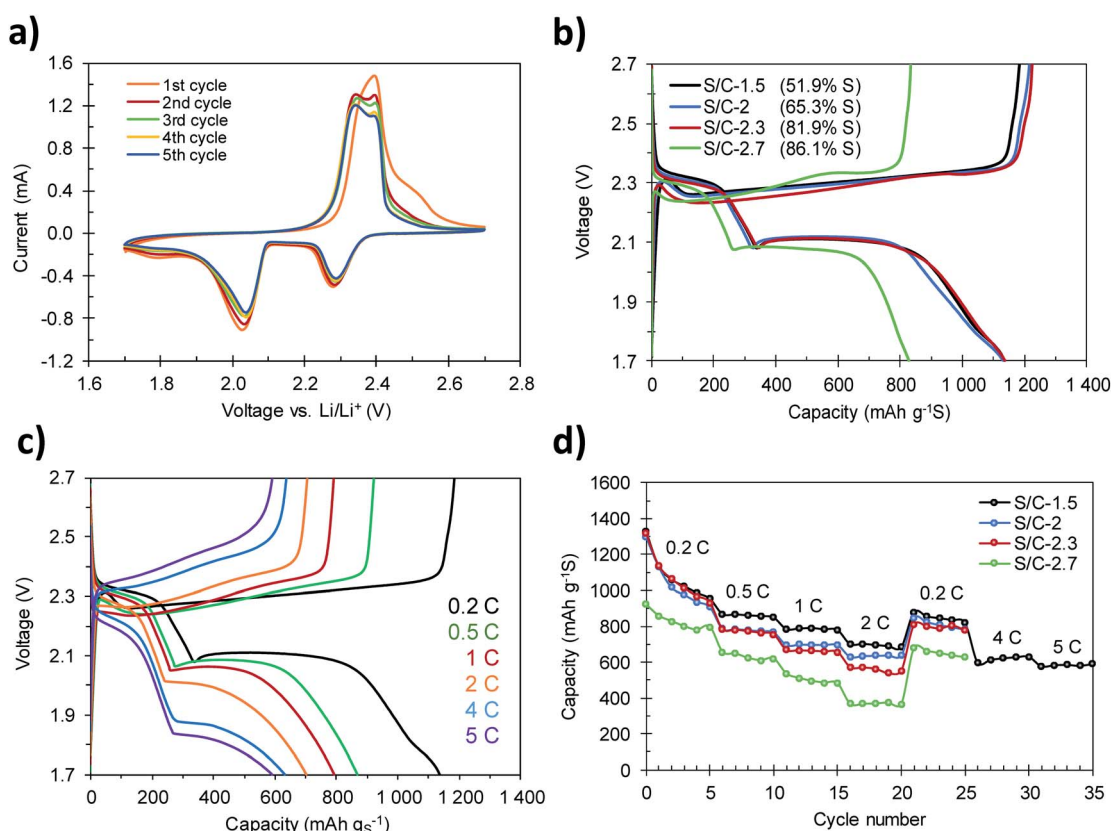 a)
1.6
1.2
0.8
0.4
0.0
-0.4
-0.8
-1.2
Current (mA)
1st cycle
2nd cycle
3rd cycle
4th cycle
5th cycle
1.6 1.8 2.0 2.2 2.4 2.6 2.8
Voltage vs. Li/Li⁺ (V)
b)
2.7
2.5
2.3
2.1
1.9
1.7
Voltage (V)
S/C-1.5 (51.9% S)
S/C-2 (65.3% S)
S/C-2.3 (81.9% S)
S/C-2.7 (86.1% S)
0 200 400 600 800 1 000 1 200 1 400
Capacity (mAh g⁻¹S)
c)
2.7
2.5
2.3
2.1
1.9
1.7
Voltage (V)
0.2 C
0.5 C
1 C
2 C
4 C
5 C
0 200 400 600 800 1 000 1 200 1 400
Capacity (mAh gₛ⁻¹)
d)
1600
1400
1200
1000
800
600
400
200
0
Capacity (mAh g⁻¹S)
S/C-1.5
S/C-2
S/C-2.3
S/C-2.7
0.2 C
0.5 C
1 C
2 C
0.2 C
4 C
5 C
0 5 10 15 20 25 30 35
Cycle number